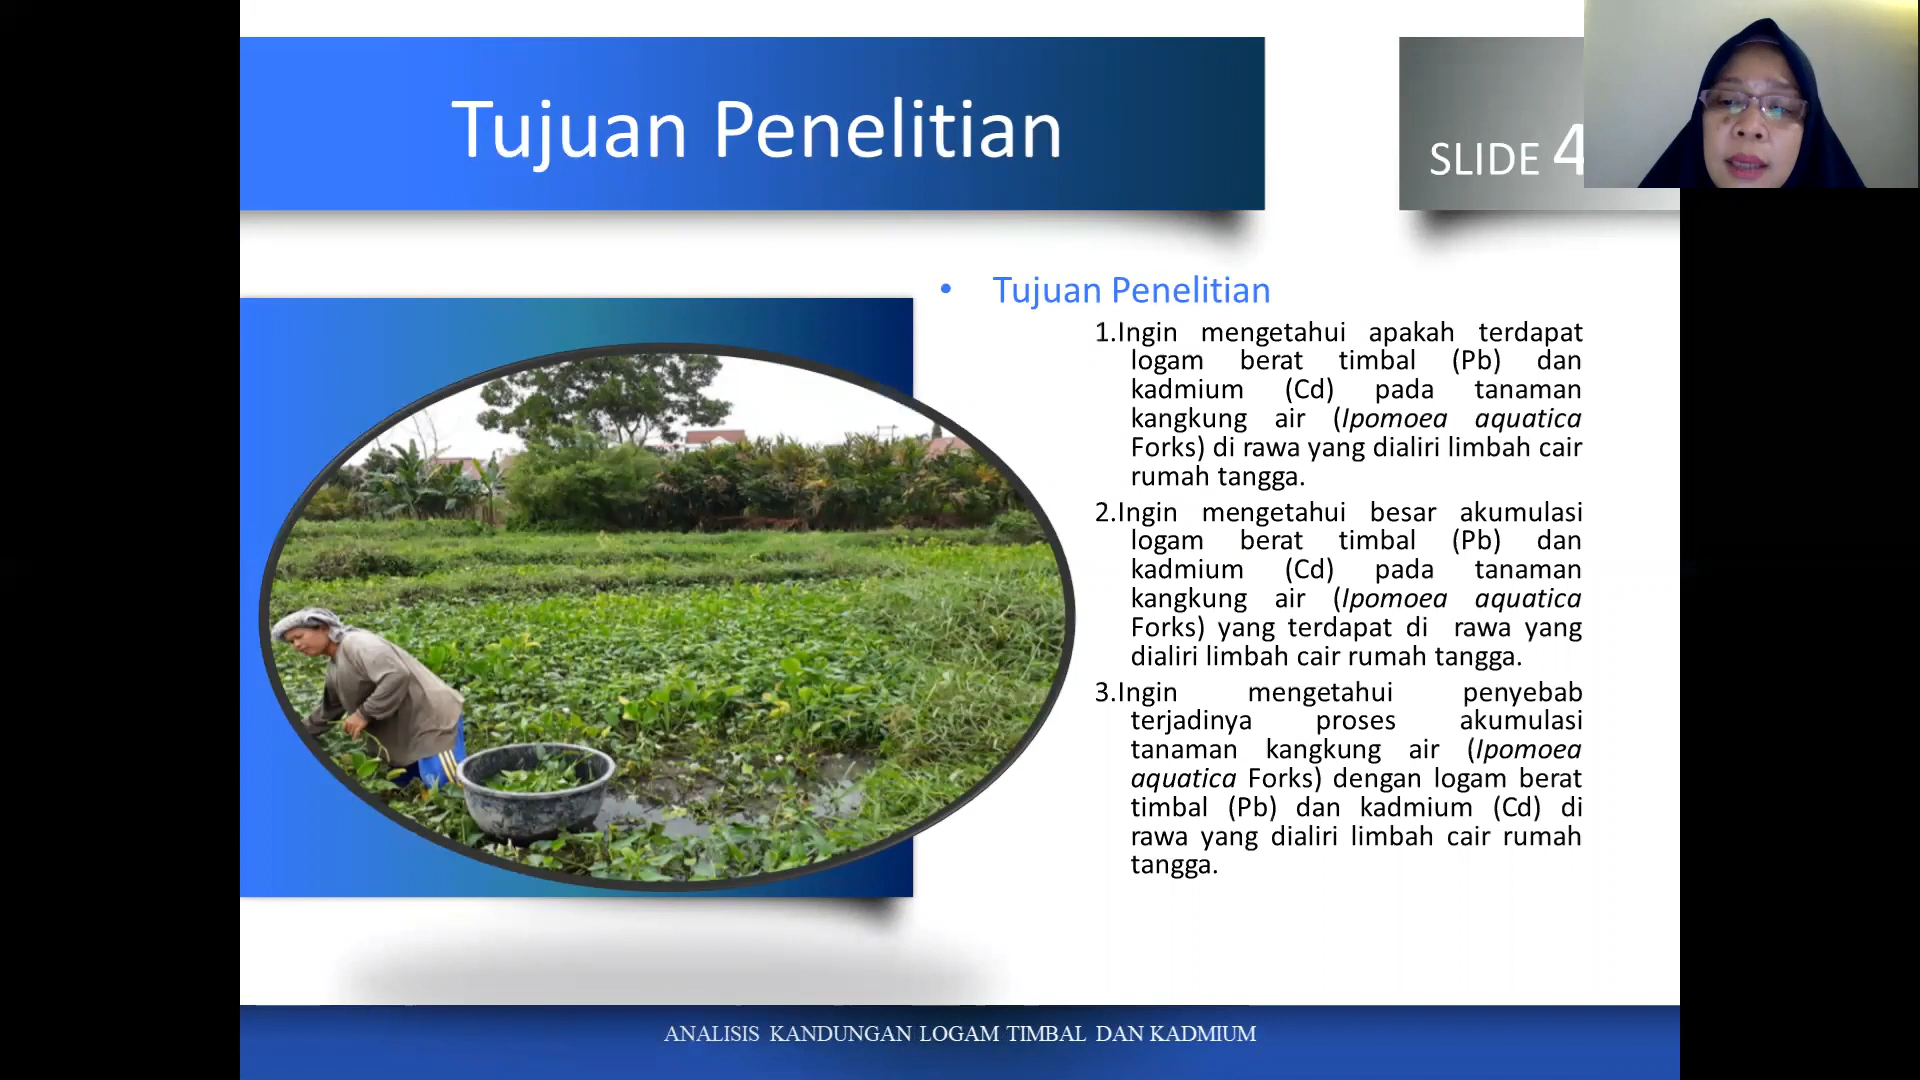 Tujuan Penelitian
SLIDE 4
• Tujuan Penelitian
1.Ingin mengetahui apakah terdapat
logam berat timbal (Pb) dan
kadmium (Cd) pada tanaman
kangkung air (Ipomoea aquatica
Forks) di rawa yang dialiri limbah cair
rumah tangga.
2.Ingin mengetahui besar akumulasi
logam berat timbal (Pb) dan
kadmium (Cd) pada tanaman
kangkung air (Ipomoea aquatica
Forks) yang terdapat di rawa yang
dialiri limbah cair rumah tangga.
3.Ingin mengetahui penyebab
terjadinya proses akumulasi
tanaman kangkung air (Ipomoea
aquatica Forks) dengan logam berat
timbal (Pb) dan kadmium (Cd) di
rawa yang dialiri limbah cair rumah
tangga.
ANALISIS KANDUNGAN LOGAM TIMBAL DAN KADMIUM